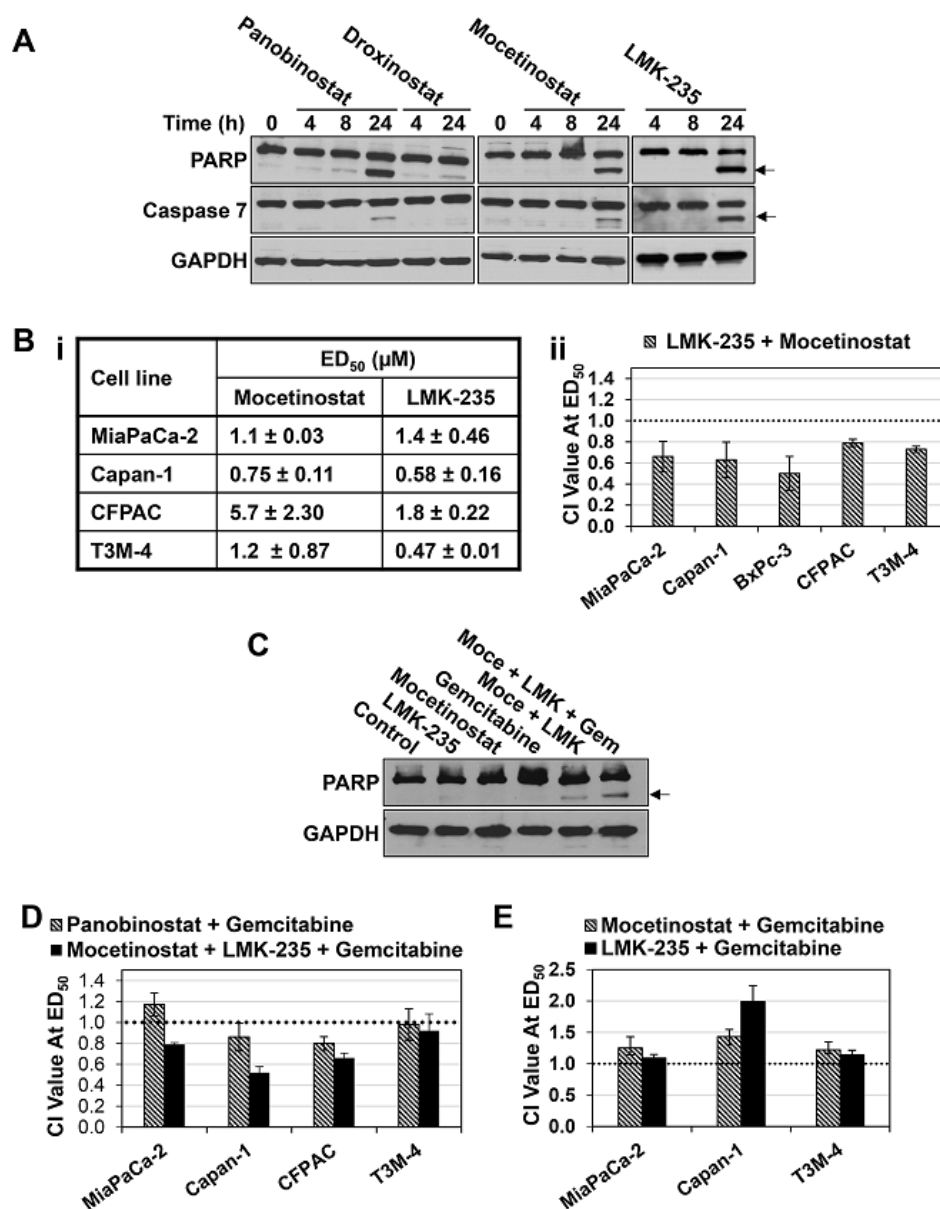 A
Panobinostat
Droxinostat
Mocetinostat
LMK-235
Time (h) 0 4 8 24 4 24 0 4 8 24 4 8 24
PARP
Caspase 7
GAPDH
B
i
Cell line ED50 (µM)
Mocetinostat LMK-235
MiaPaCa-2 1.1 ± 0.03 1.4 ± 0.46
Capan-1 0.75 ± 0.11 0.58 ± 0.16
CFPAC 5.7 ± 2.30 1.8 ± 0.22
T3M-4 1.2 ± 0.87 0.47 ± 0.01
ii
LMK-235 + Mocetinostat
CI Value At ED50
1.4
1.2
1.0
0.8
0.6
0.4
0.2
0.0
MiaPaCa-2
Capan-1
BxPc-3
CFPAC
T3M-4
C
Control
LMK-235
Mocetinostat
Gemcitabine
Moce + LMK
Moce + LMK + Gem
PARP
GAPDH
D
Panobinostat + Gemcitabine
Mocetinostat + LMK-235 + Gemcitabine
CI Value At ED50
1.4
1.2
1.0
0.8
0.6
0.4
0.2
0.0
MiaPaCa-2
Capan-1
CFPAC
T3M-4
E
Mocetinostat + Gemcitabine
LMK-235 + Gemcitabine
CI Value At ED50
2.5
2.0
1.5
1.0
0.5
0.0
MiaPaCa-2
Capan-1
T3M-4